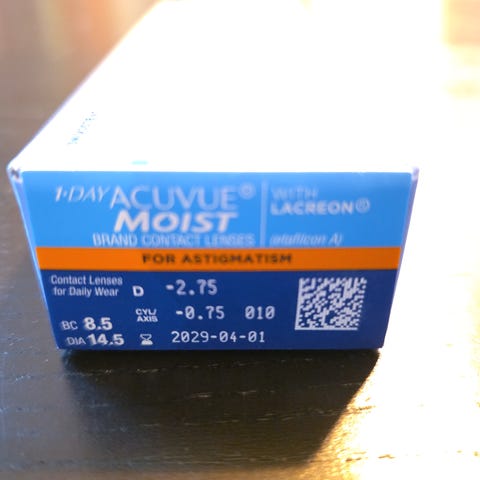 1·DAY ACUVUE® MOIST
BRAND CONTACT LENSES
WITH
LACREON®
(etafilcon A)
FOR ASTIGMATISM
Contact Lenses
for Daily Wear
D -2.75
CYL/
AXIS -0.75 010
BC 8.5
DIA 14.5
2029-04-01